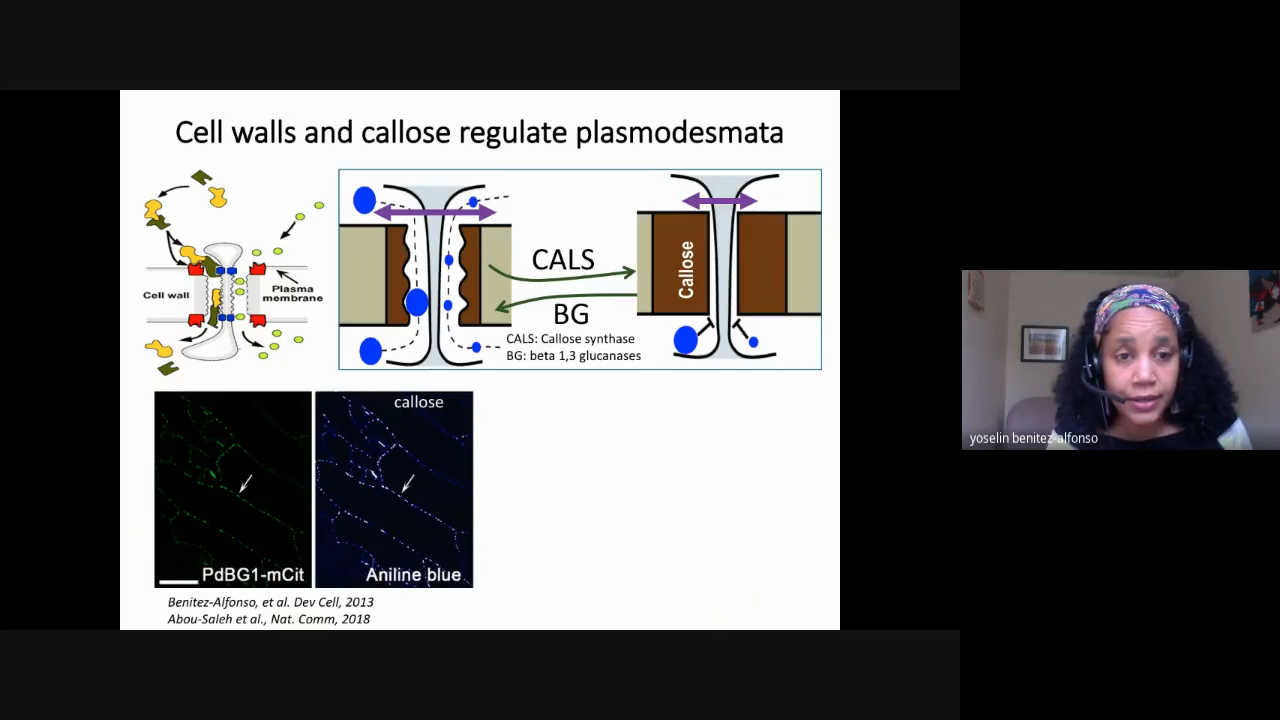 Cell walls and callose regulate plasmodesmata
Cell wall
Plasma
membrane
CALS
BG
CALS: Callose synthase
BG: beta 1,3 glucanases
Callose
callose
PdBG1-mCit
Aniline blue
Benitez-Alfonso, et al. Dev Cell, 2013
Abou-Saleh et al., Nat. Comm, 2018
yoselin benitez-alfonso